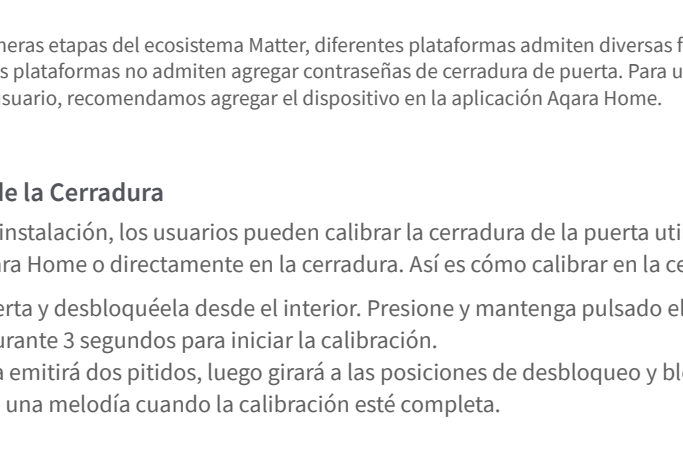 neras etapas del ecosistema Matter, diferentes plataformas admiten diversas f
s plataformas no admiten agregar contraseñas de cerradura de puerta. Para u
suario, recomendamos agregar el dispositivo en la aplicación Aqara Home.
de la Cerradura
instalación, los usuarios pueden calibrar la cerradura de la puerta uti
ara Home o directamente en la cerradura. Así es cómo calibrar en la ce
erta y desbloquéela desde el interior. Presione y mantenga pulsado el
urante 3 segundos para iniciar la calibración.
a emitirá dos pitidos, luego girará a las posiciones de desbloqueo y blo
una melodía cuando la calibración esté completa.